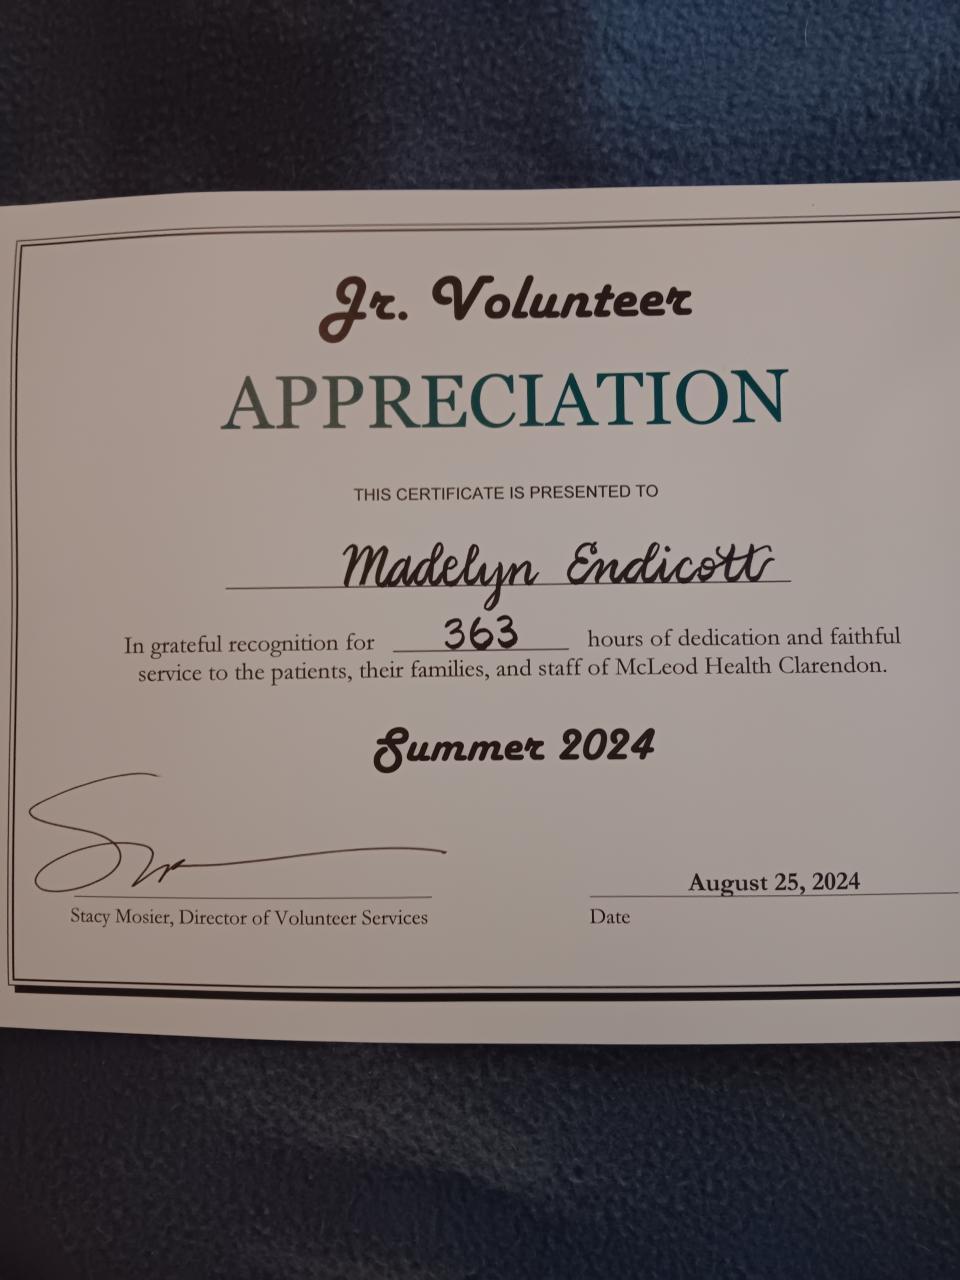 Jr. Volunteer
APPRECIATION
THIS CERTIFICATE IS PRESENTED TO
Madelyn Endicott
In grateful recognition for 363 hours of dedication and faithful
service to the patients, their families, and staff of McLeod Health Clarendon.
Summer 2024
August 25, 2024
Stacy Mosier, Director of Volunteer Services Date